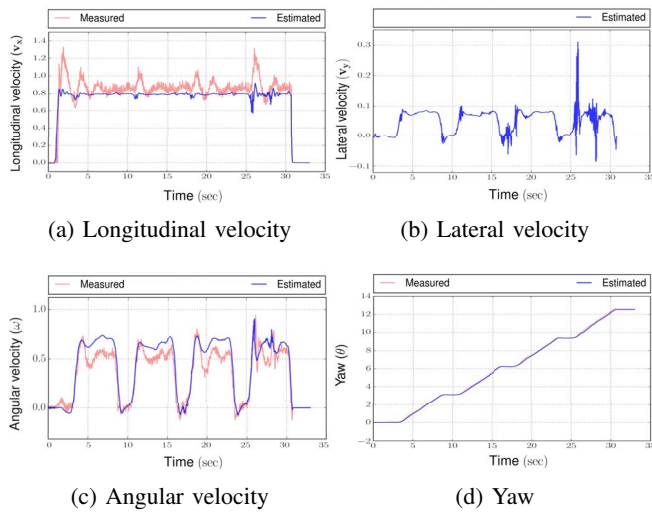 Measured Estimated
Longitudinal velocity (vₓ)
1.4
1.2
1.0
0.8
0.6
0.4
0.2
0.0
0 5 10 15 20 25 30 35
Time (sec)
(a) Longitudinal velocity
Estimated
Lateral velocity (vᵧ)
0.3
0.2
0.1
0.0
−0.1
0 5 10 15 20 25 30 35
Time (sec)
(b) Lateral velocity
Measured Estimated
Angular velocity (ω)
1.0
0.5
0.0
0 5 10 15 20 25 30 35
Time (sec)
(c) Angular velocity
Measured Estimated
Yaw (θ)
14
12
10
8
6
4
2
0
−2
0 5 10 15 20 25 30 35
Time (sec)
(d) Yaw